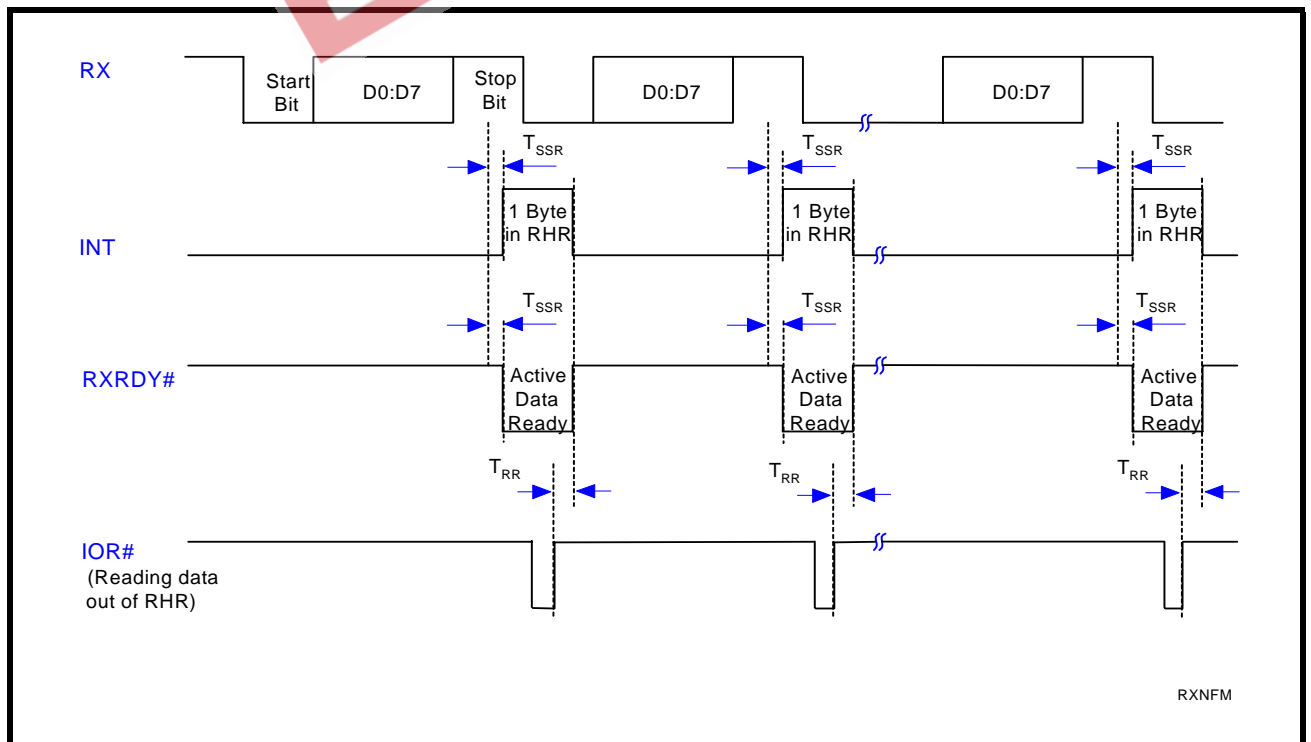 RX
Start
Bit
D0:D7
Stop
Bit
D0:D7
D0:D7
TSSR
TSSR
TSSR
INT
1 Byte
in RHR
1 Byte
in RHR
1 Byte
in RHR
TSSR
TSSR
TSSR
RXRDY#
Active
Data
Ready
Active
Data
Ready
Active
Data
Ready
TRR
TRR
TRR
IOR#
(Reading data
out of RHR)
RXNFM